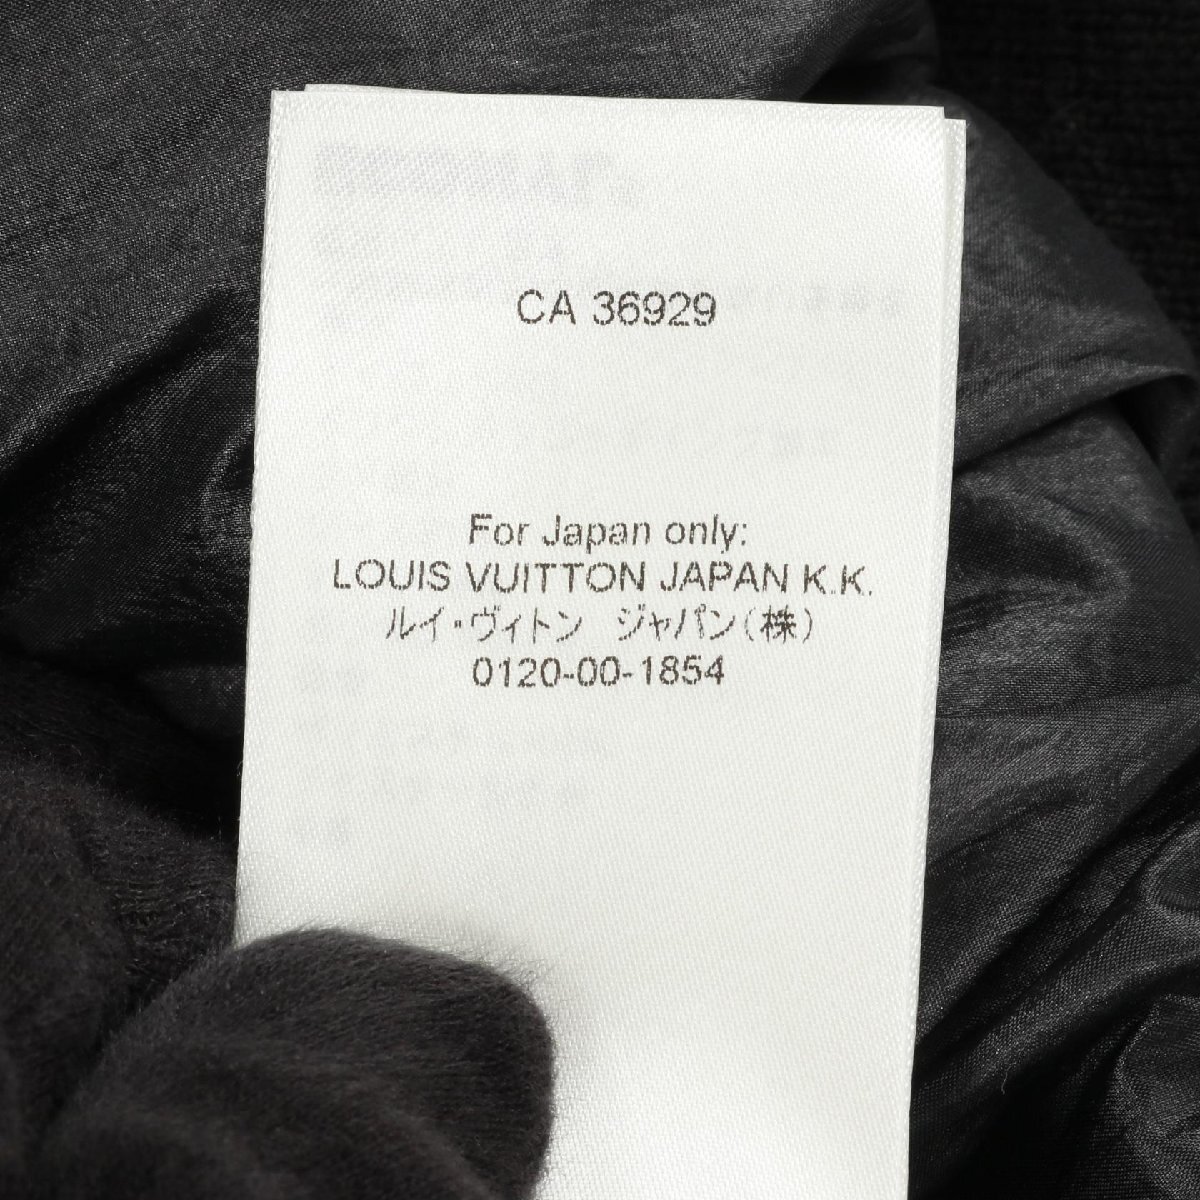 CA 36929
For Japan only:
LOUIS VUITTON JAPAN K.K.
ルイ・ヴィトン ジャパン(株)
0120-00-1854